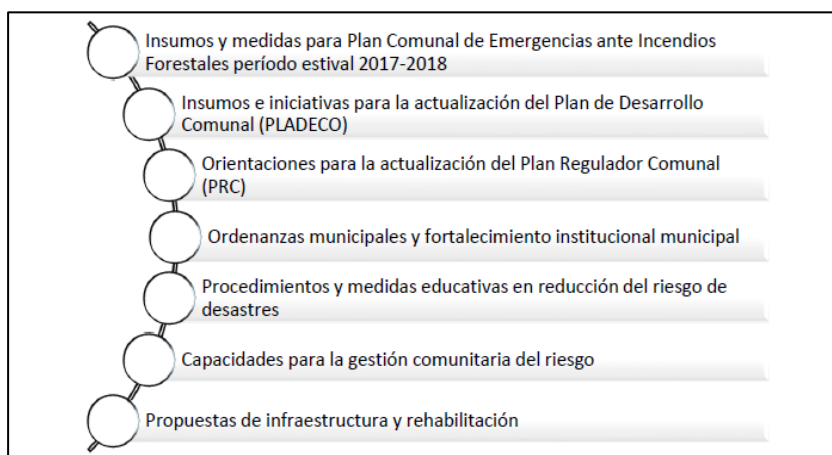 Insumos y medidas para Plan Comunal de Emergencias ante Incendios
Forestales período estival 2017-2018
Insumos e iniciativas para la actualización del Plan de Desarrollo
Comunal (PLADECO)
Orientaciones para la actualización del Plan Regulador Comunal
(PRC)
Ordenanzas municipales y fortalecimiento institucional municipal
Procedimientos y medidas educativas en reducción del riesgo de
desastres
Capacidades para la gestión comunitaria del riesgo
Propuestas de infraestructura y rehabilitación